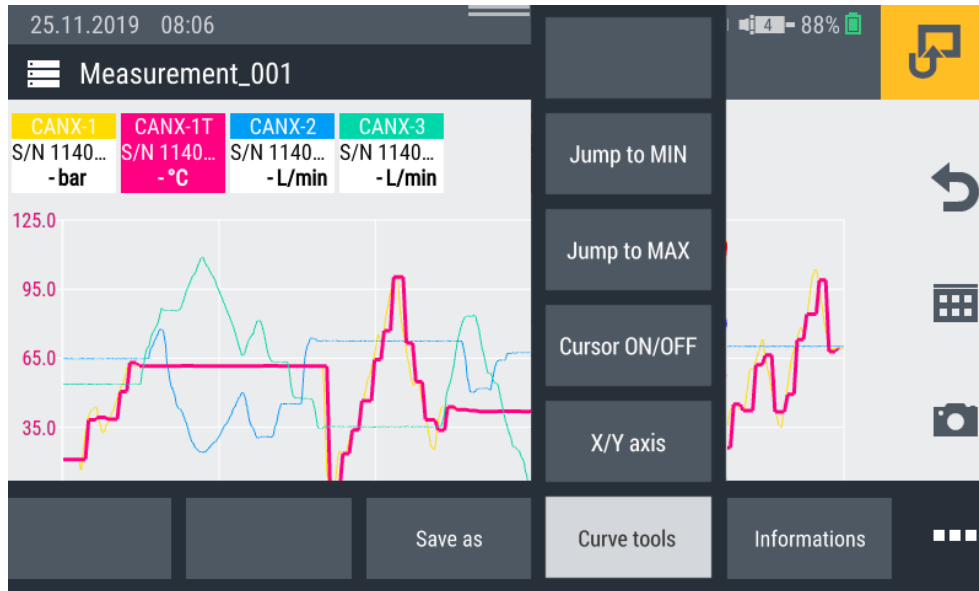 25.11.2019 08:06
4 88%
Measurement_001
CANX-1 CANX-1T CANX-2 CANX-3
S/N 1140... S/N 1140... S/N 1140... S/N 1140...
- bar - °C - L/min - L/min
Jump to MIN
125.0
Jump to MAX
95.0
Cursor ON/OFF
65.0
35.0
X/Y axis
Save as Curve tools Informations